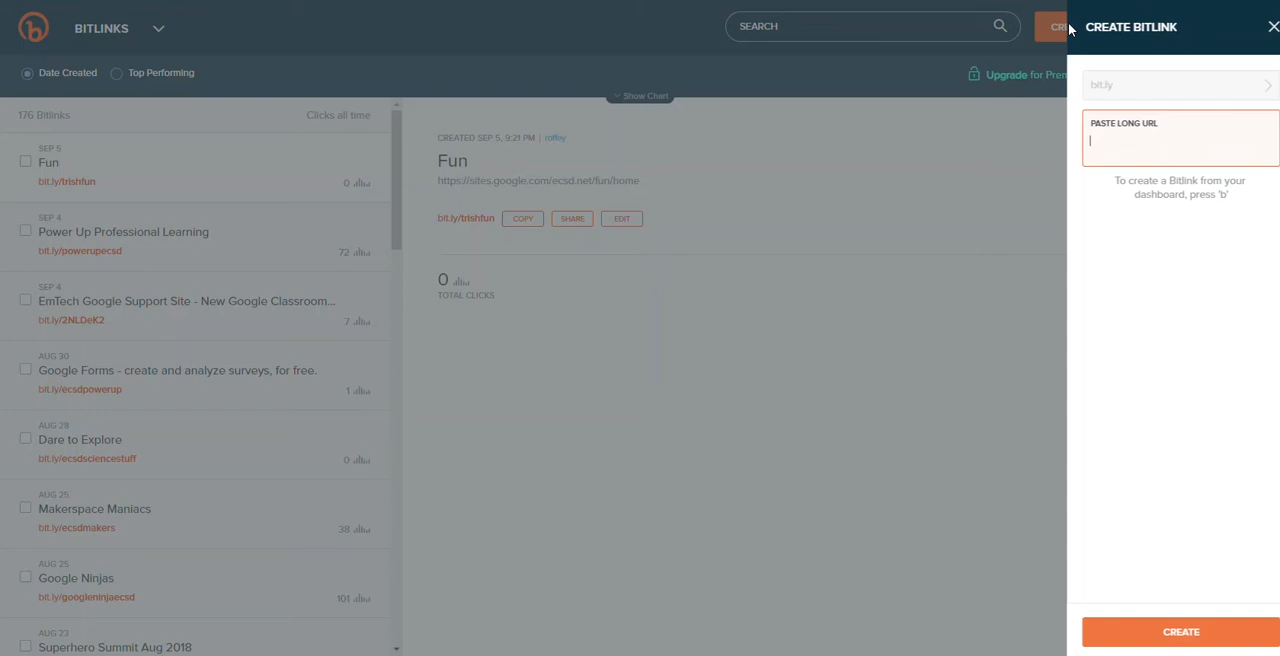 BITLINKS
SEARCH
CRE
CREATE BITLINK
Date Created
Top Performing
Upgrade for Prem
176 Bitlinks
Clicks all time
Show Chart
SEP 5
Fun
bit.ly/trishfun
0
SEP 4
Power Up Professional Learning
bit.ly/powerupecsd
72
SEP 4
EmTech Google Support Site - New Google Classroom...
bit.ly/2NLDeK2
7
AUG 30
Google Forms - create and analyze surveys, for free.
bit.ly/ecsdpowerup
1
AUG 28
Dare to Explore
bit.ly/ecsdsciencestuff
0
AUG 25
Makerspace Maniacs
bit.ly/ecsdmakers
38
AUG 25
Google Ninjas
bit.ly/googleninjaecsd
101
AUG 23
Superhero Summit Aug 2018
CREATED SEP 5, 9:21 PM | roffey
Fun
https://sites.google.com/ecsd.net/fun/home
bit.ly/trishfun COPY SHARE EDIT
0
TOTAL CLICKS
bit.ly
PASTE LONG URL
To create a Bitlink from your
dashboard, press 'b'
CREATE